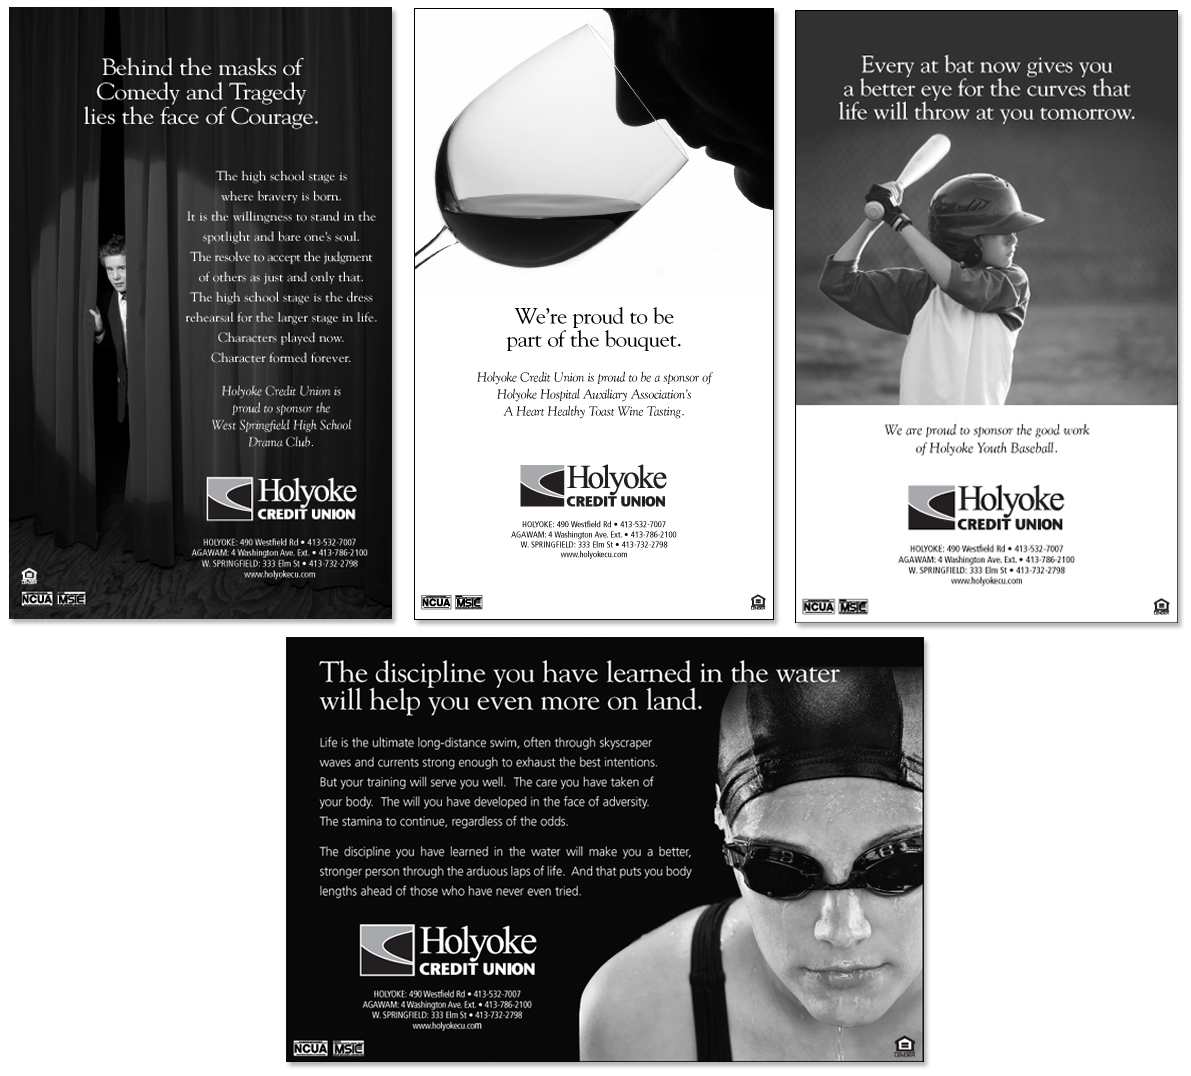 Behind the masks of
Comedy and Tragedy
lies the face of Courage.
The high school stage is
where bravery is born.
It is the willingness to stand in the
spotlight and bare one's soul.
The resolve to accept the judgment
of others as just and only that.
The high school stage is the dress
rehearsal for the larger stage in life.
Characters played now.
Character formed forever.
Holyoke Credit Union is
proud to sponsor the
West Springfield High School
Drama Club.
Holyoke
CREDIT UNION
HOLYOKE: 490 Westfield Rd • 413-532-7007
AGAWAM: 4 Washington Ave. Ext. • 413-786-2100
W. SPRINGFIELD: 333 Elm St • 413-732-2798
www.holyokecu.com
LENDER
NCUA MSIC
We're proud to be
part of the bouquet.
Holyoke Credit Union is proud to be a sponsor of
Holyoke Hospital Auxiliary Association's
A Heart Healthy Toast Wine Tasting.
Holyoke
CREDIT UNION
HOLYOKE: 490 Westfield Rd • 413-532-7007
AGAWAM: 4 Washington Ave. Ext. • 413-786-2100
W. SPRINGFIELD: 333 Elm St • 413-732-2798
www.holyokecu.com
NCUA MSIC
LENDER
Every at bat now gives you
a better eye for the curves that
life will throw at you tomorrow.
We are proud to sponsor the good work
of Holyoke Youth Baseball.
Holyoke
CREDIT UNION
HOLYOKE: 490 Westfield Rd • 413-532-7007
AGAWAM: 4 Washington Ave. Ext. • 413-786-2100
W. SPRINGFIELD: 333 Elm St • 413-732-2798
www.holyokecu.com
NCUA MSIC
LENDER
The discipline you have learned in the water
will help you even more on land.
Life is the ultimate long-distance swim, often through skyscraper
waves and currents strong enough to exhaust the best intentions.
But your training will serve you well. The care you have taken of
your body. The will you have developed in the face of adversity.
The stamina to continue, regardless of the odds.
The discipline you have learned in the water will make you a better,
stronger person through the arduous laps of life. And that puts you body
lengths ahead of those who have never even tried.
Holyoke
CREDIT UNION
HOLYOKE: 490 Westfield Rd • 413-532-7007
AGAWAM: 4 Washington Ave. Ext. • 413-786-2100
W. SPRINGFIELD: 333 Elm St • 413-732-2798
www.holyokecu.com
NCUA MSIC
LENDER